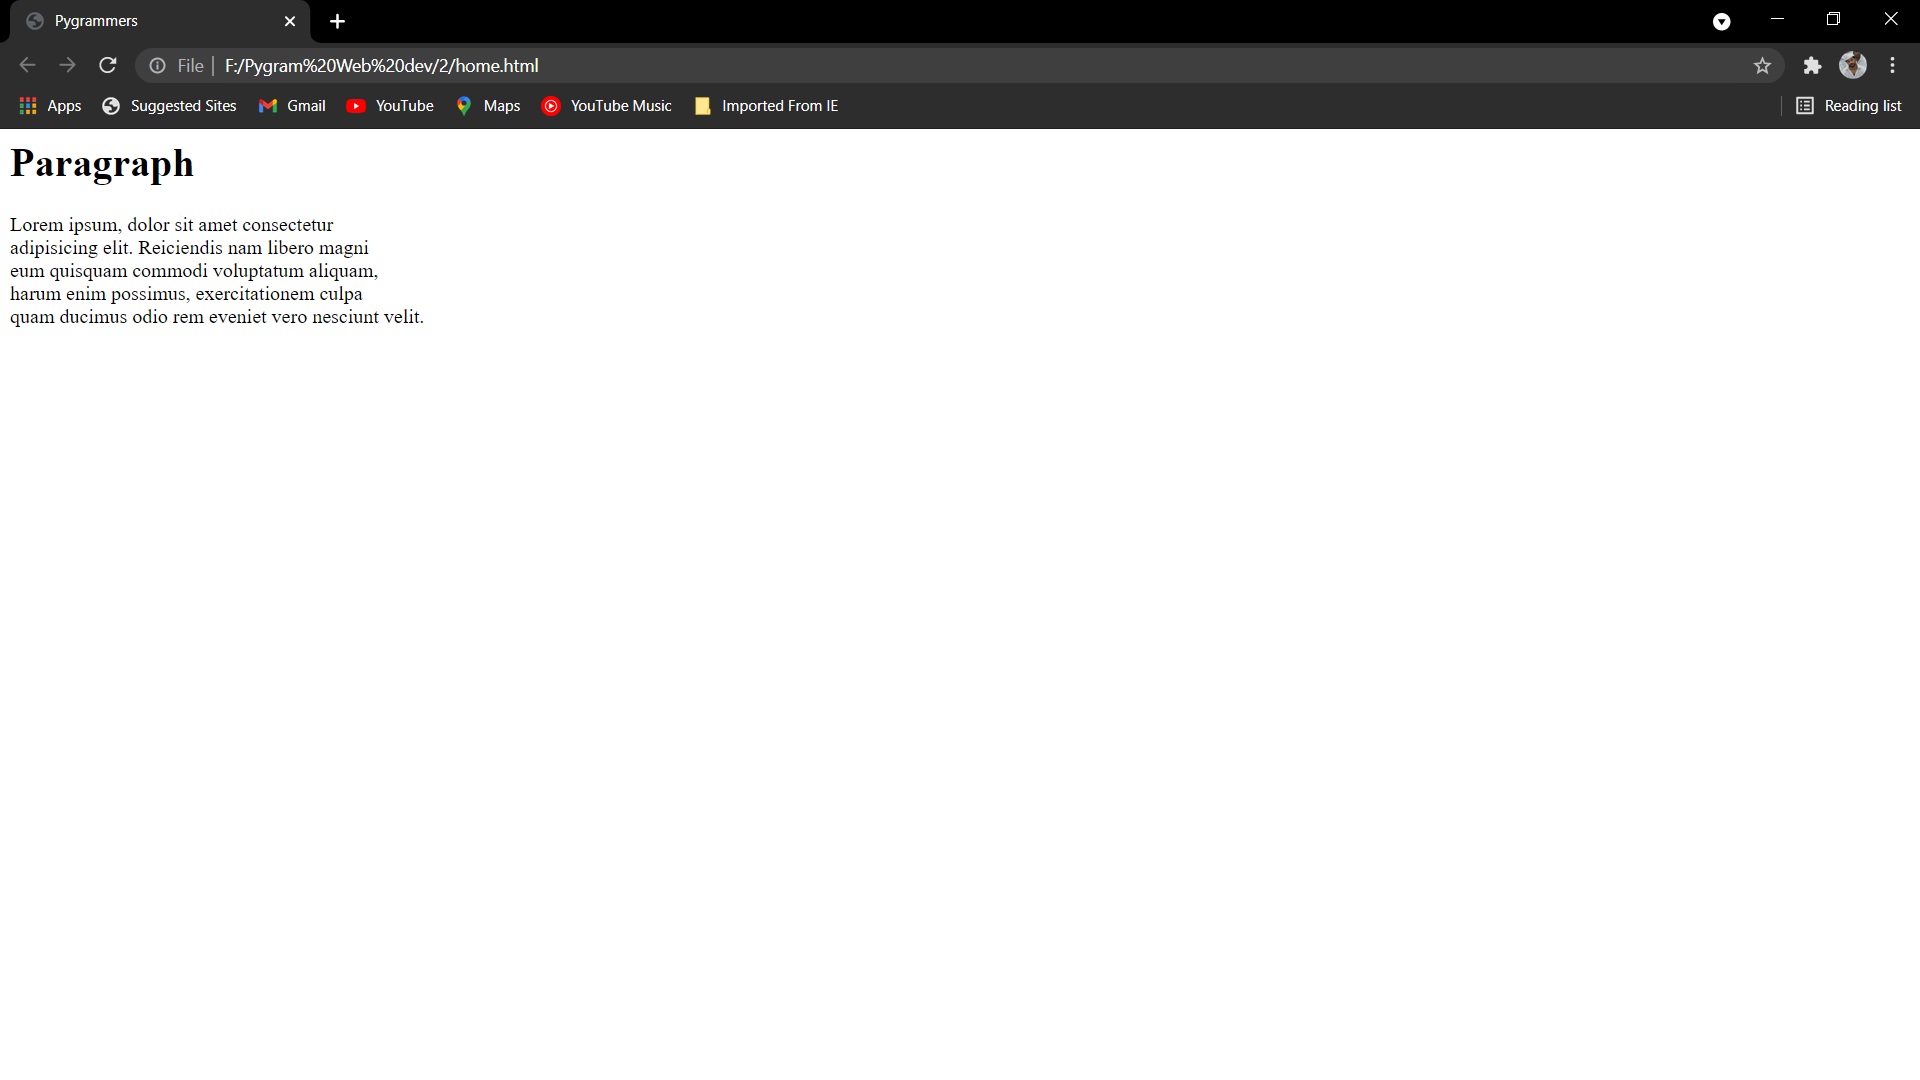 Pygrammers
File
F:/Pygram%20Web%20dev/2/home.html
Apps Suggested Sites Gmail YouTube Maps YouTube Music Imported From IE Reading list
Paragraph
Lorem ipsum, dolor sit amet consectetur
adipisicing elit. Reiciendis nam libero magni
eum quisquam commodi voluptatum aliquam,
harum enim possimus, exercitationem culpa
quam ducimus odio rem eveniet vero nesciunt velit.